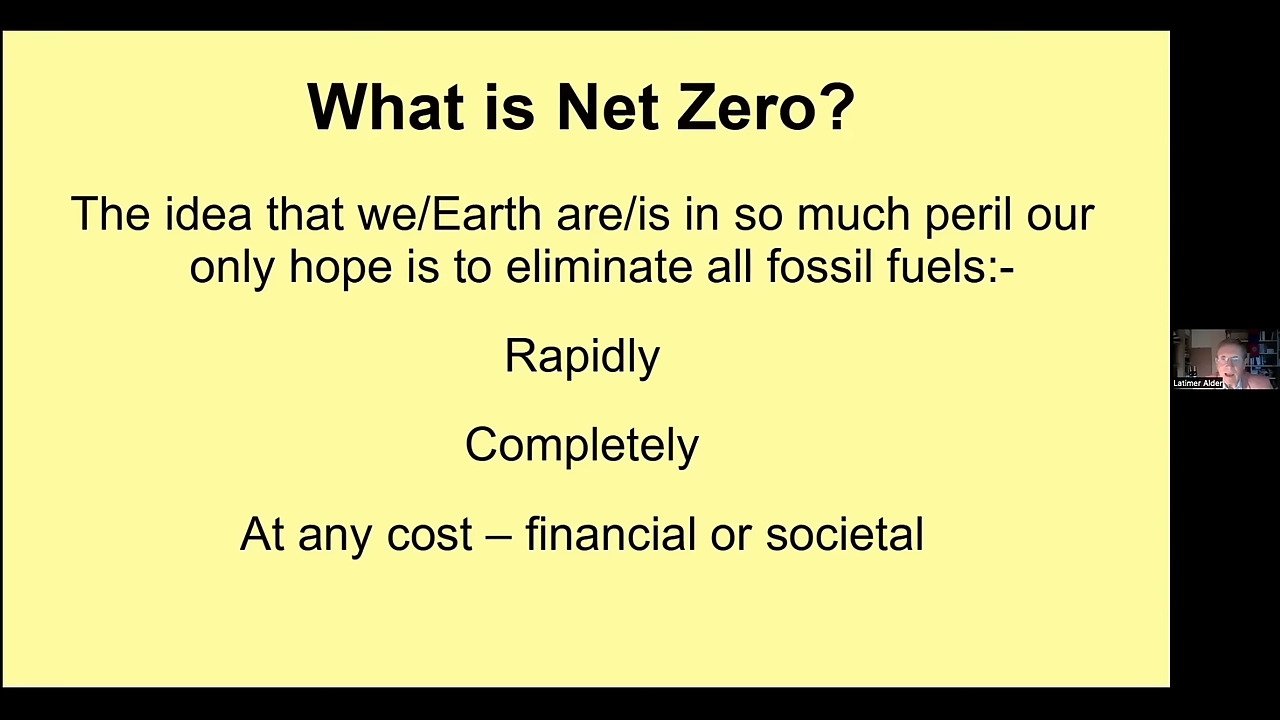 What is Net Zero?
The idea that we/Earth are/is in so much peril our
only hope is to eliminate all fossil fuels:-
Rapidly
Completely
At any cost – financial or societal
Latimer Alder